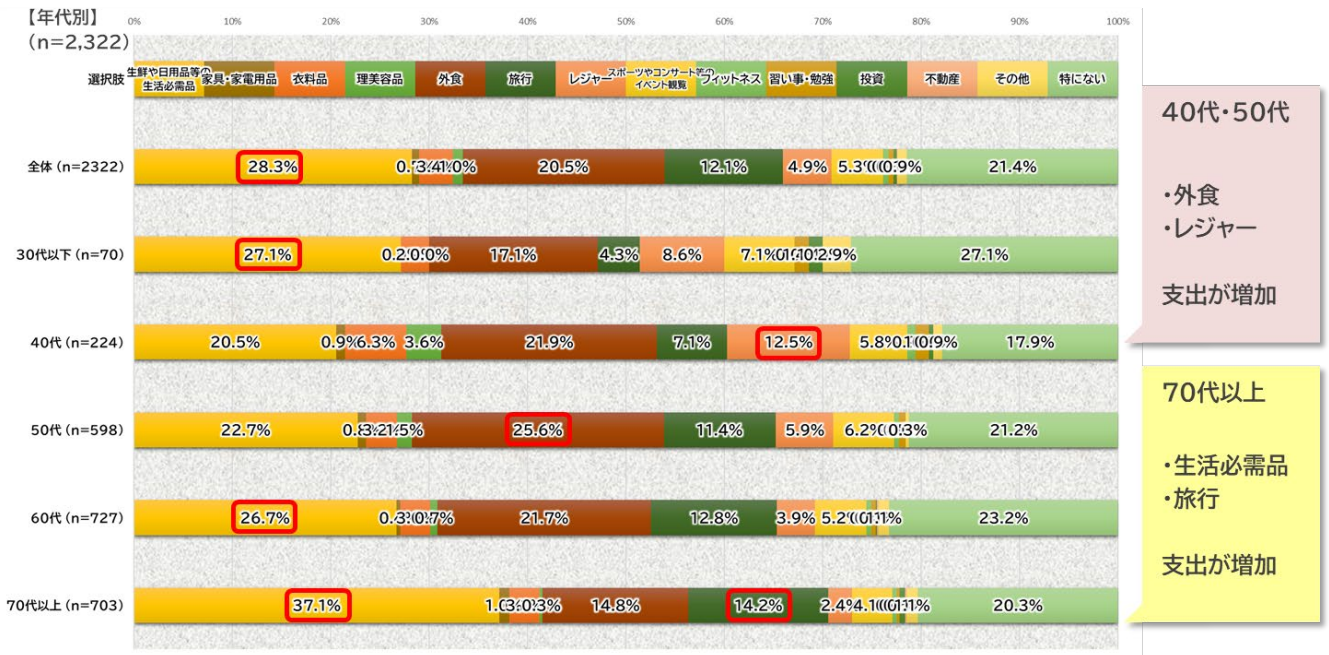 【年代別】
(n=2,322)
0% 10% 20% 30% 40% 50% 60% 70% 80% 90% 100%
選択肢 生鮮や日用品等の生活必需品 家具・家電用品 衣料品 理美容品 外食 旅行 レジャー スポーツやコンサート等のイベント観覧 フィットネス 習い事・勉強 投資 不動産 その他 特にない
全体 (n=2322) 28.3% 20.5% 12.1% 4.9% 21.4%
30代以下 (n=70) 27.1% 17.1% 4.3% 8.6% 7.1% 2.9% 27.1%
40代 (n=224) 20.5% 0.9% 6.3% 3.6% 21.9% 7.1% 12.5% 5.8% 17.9%
50代 (n=598) 22.7% 25.6% 11.4% 5.9% 6.2% 21.2%
60代 (n=727) 26.7% 21.7% 12.8% 3.9% 23.2%
70代以上 (n=703) 37.1% 14.8% 14.2% 20.3%
40代・50代
・外食
・レジャー
支出が増加
70代以上
・生活必需品
・旅行
支出が増加